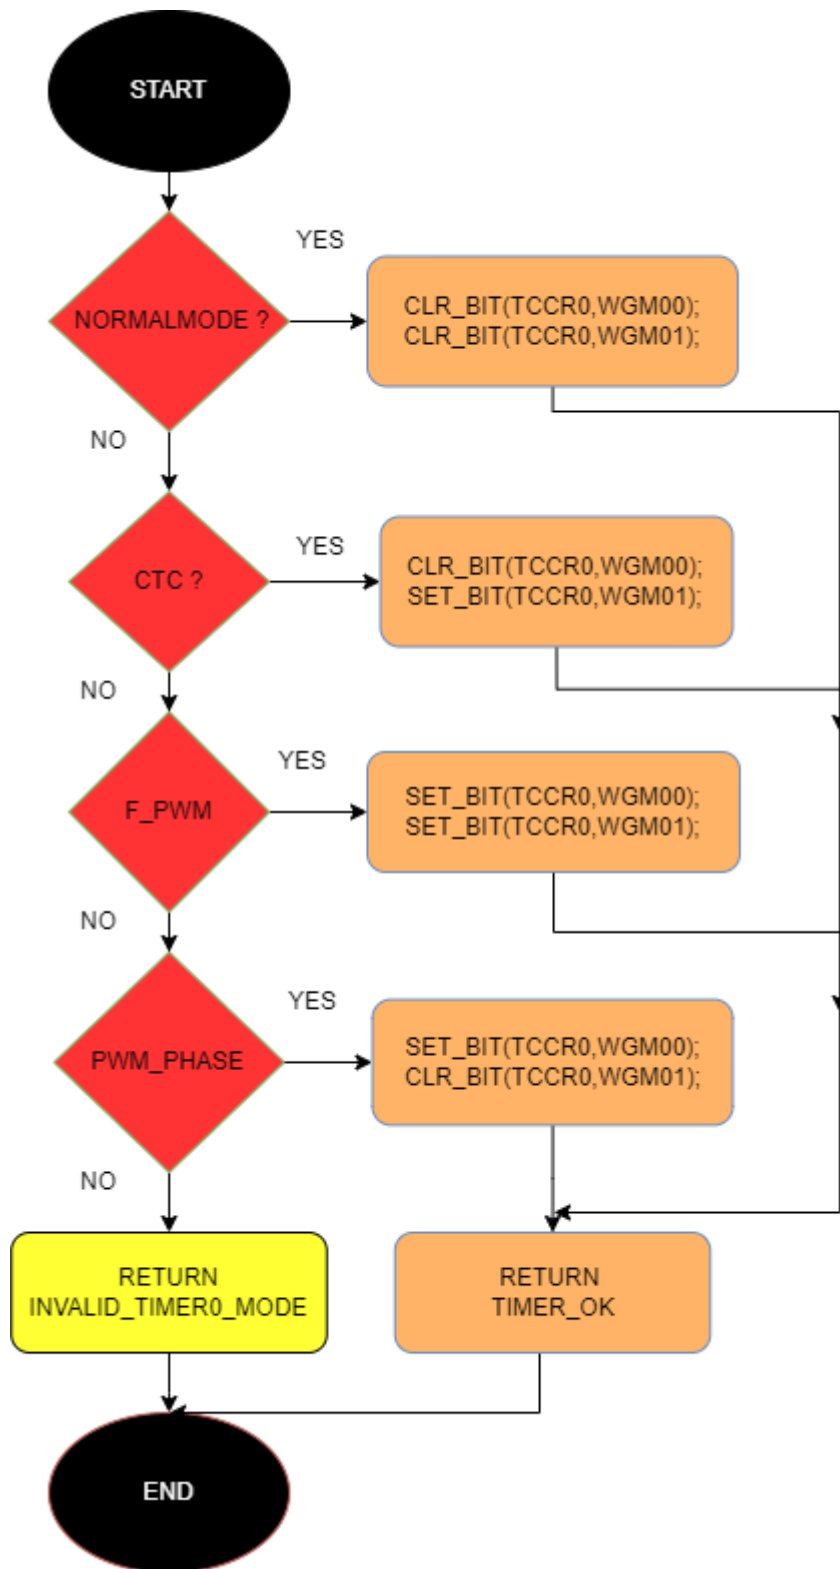 START
YES
NORMALMODE ?
CLR_BIT(TCCR0,WGM00);
CLR_BIT(TCCR0,WGM01);
NO
YES
CTC ?
CLR_BIT(TCCR0,WGM00);
SET_BIT(TCCR0,WGM01);
NO
YES
F_PWM
SET_BIT(TCCR0,WGM00);
SET_BIT(TCCR0,WGM01);
NO
YES
PWM_PHASE
SET_BIT(TCCR0,WGM00);
CLR_BIT(TCCR0,WGM01);
NO
RETURN
INVALID_TIMER0_MODE
RETURN
TIMER_OK
END